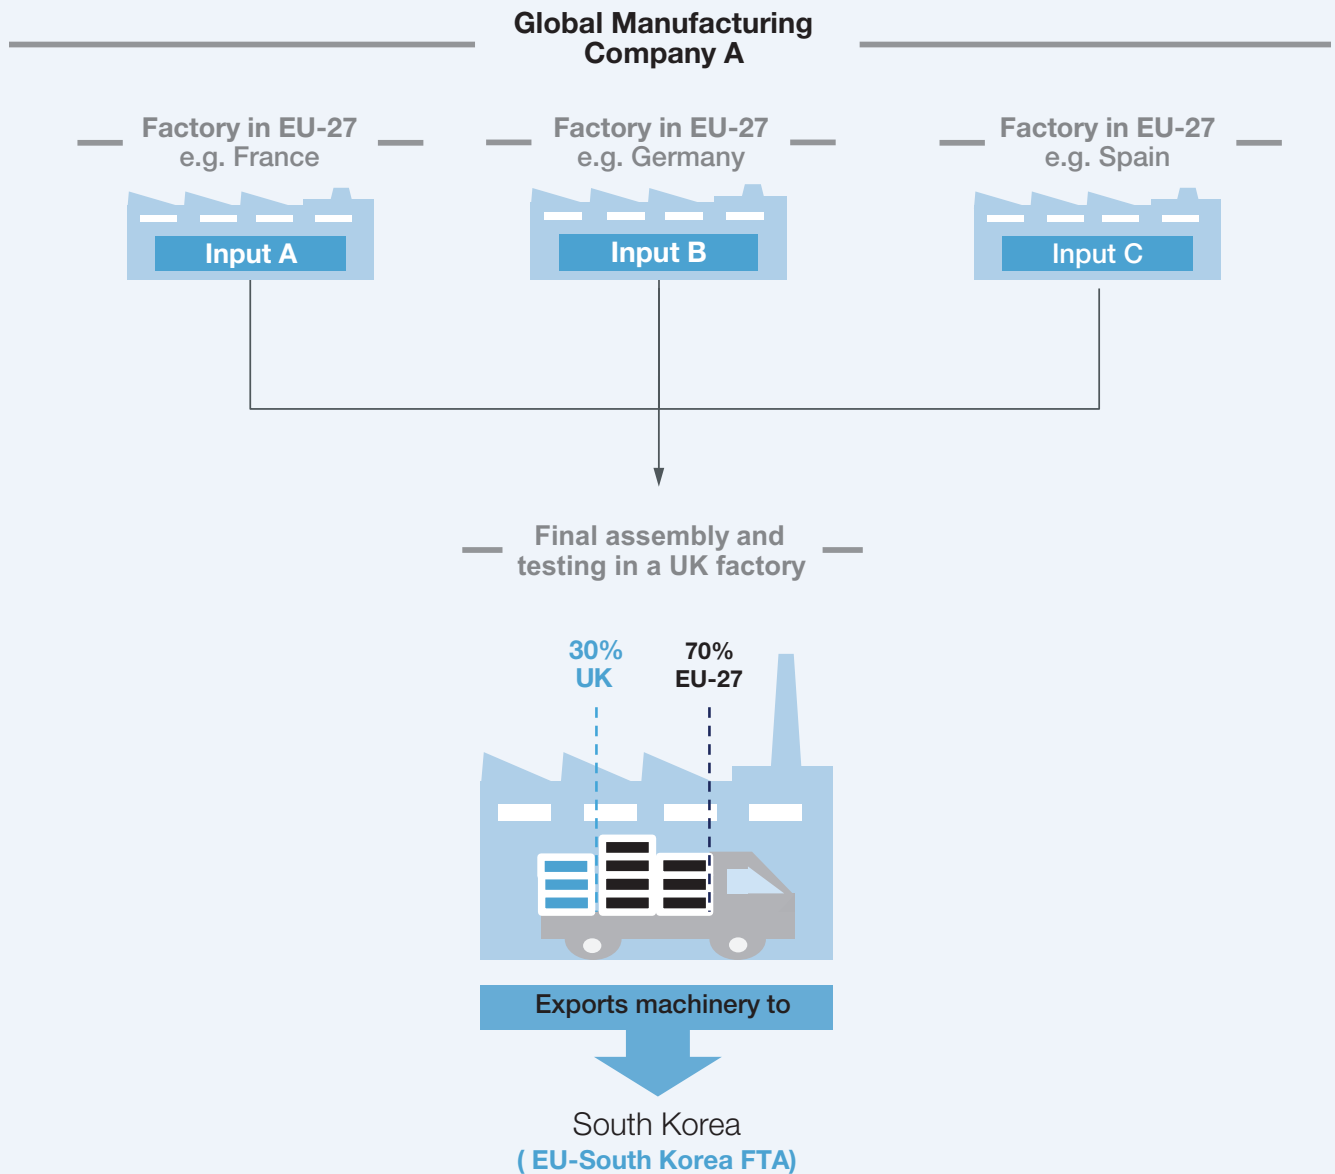 Global Manufacturing
Company A
Factory in EU-27
e.g. France
Factory in EU-27
e.g. Germany
Factory in EU-27
e.g. Spain
Input A
Input B
Input C
Final assembly and
testing in a UK factory
30%
UK
70%
EU-27
Exports machinery to
South Korea
( EU-South Korea FTA)